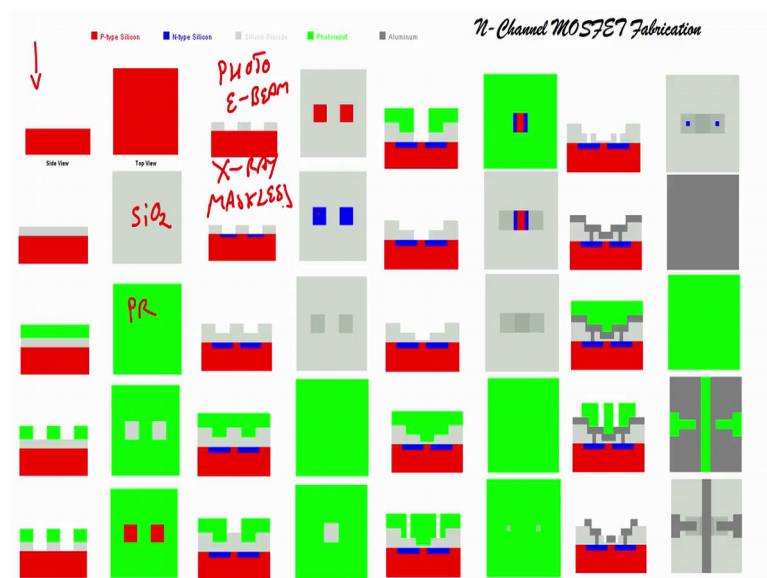 N-Channel MOSFET Fabrication
P-type Silicon
N-type Silicon
Silicon Dioxide
Photoresist
Aluminum
PHOTO
E-BEAM
Side View
Top View
X-RAY
MASKLESS
SiO2
PR